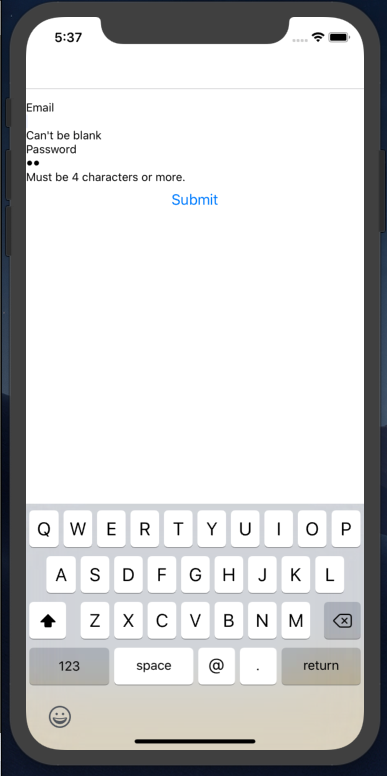 5:37
Email
Can't be blank
Password
••
Must be 4 characters or more.
Submit
Q W E R T Y U I O P
A S D F G H J K L
Z X C V B N M
123 space @ . return